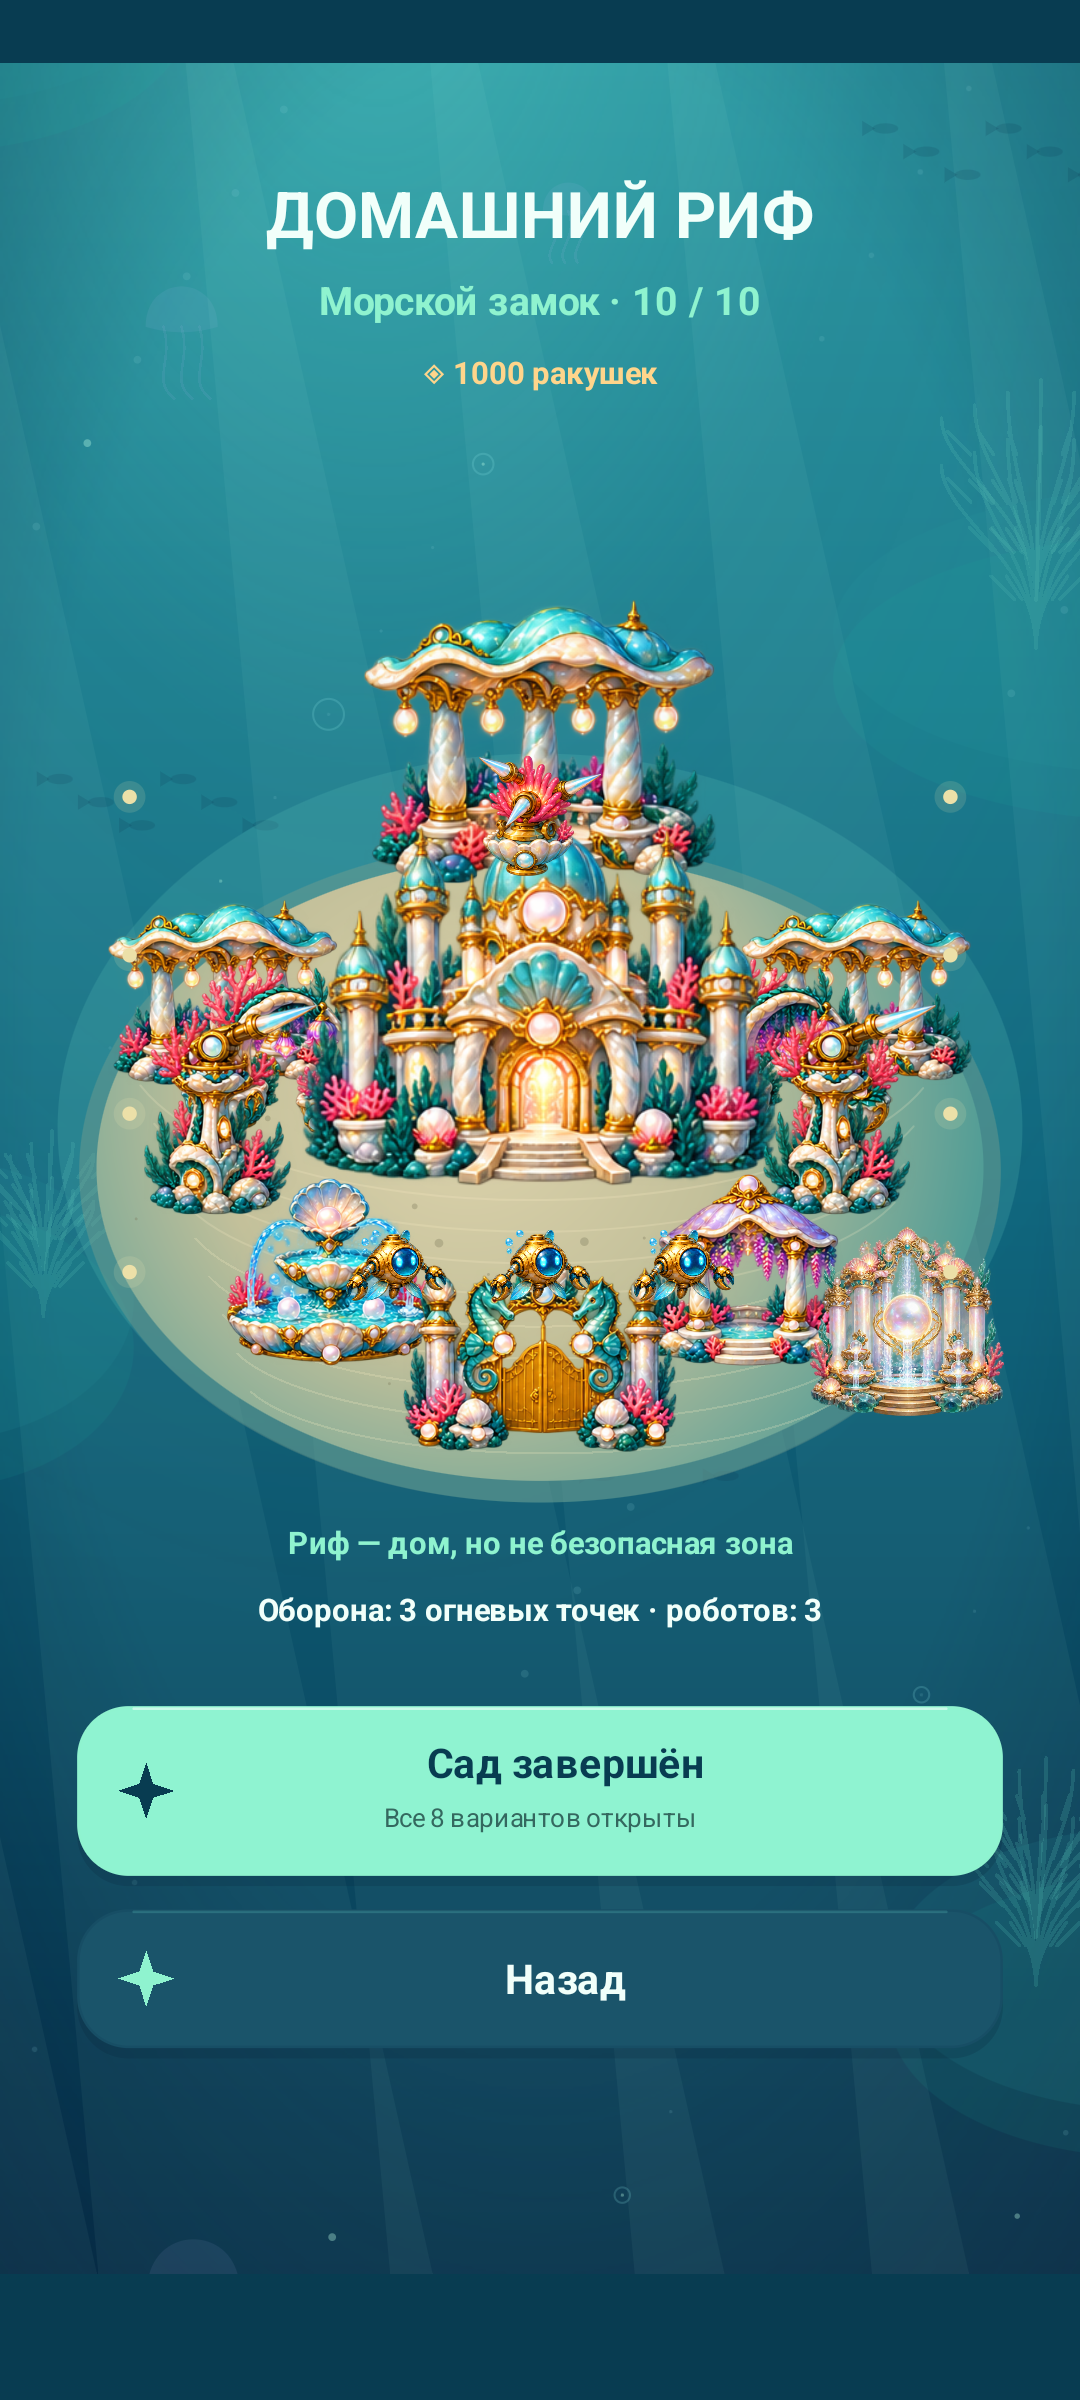 ДОМАШНИЙ РИФ
Морской замок · 10 / 10
1000 ракушек
Риф — дом, но не безопасная зона
Оборона: 3 огневых точек · роботов: 3
Сад завершён
Все 8 вариантов открыты
Назад